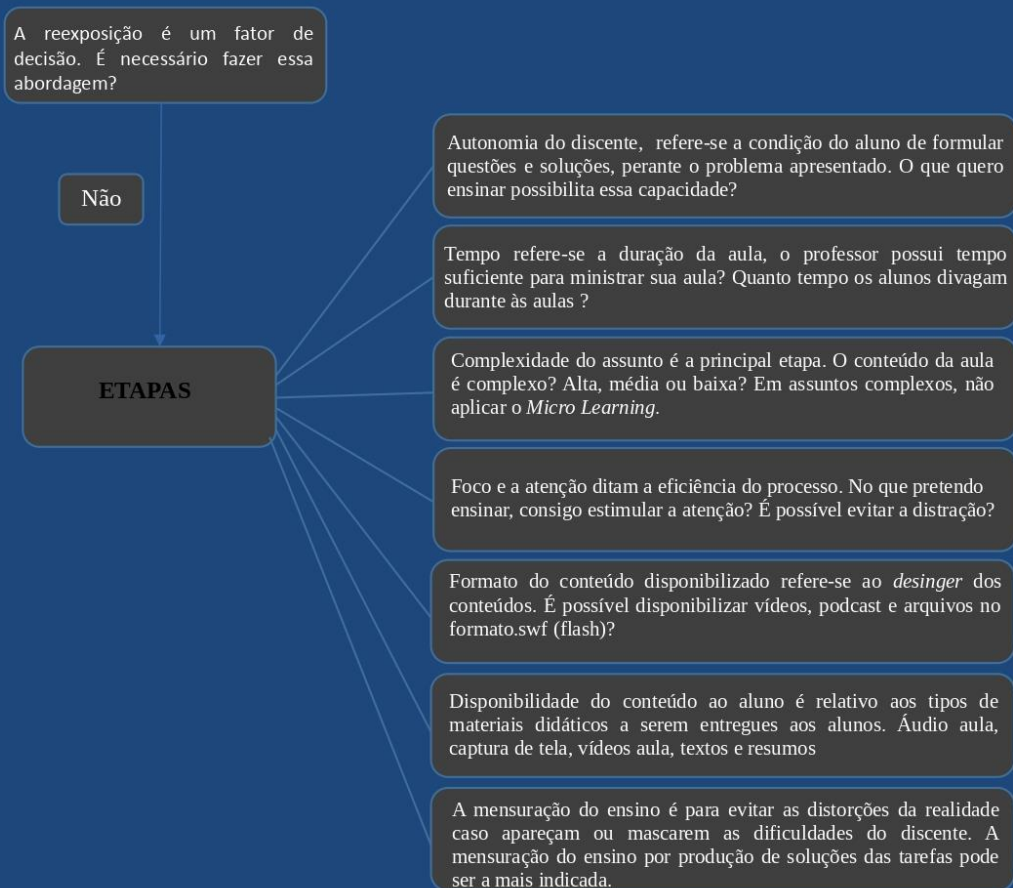 A reexposição é um fator de
decisão. É necessário fazer essa
abordagem?
Não
ETAPAS
Autonomia do discente, refere-se a condição do aluno de formular
questões e soluções, perante o problema apresentado. O que quero
ensinar possibilita essa capacidade?
Tempo refere-se a duração da aula, o professor possui tempo
suficiente para ministrar sua aula? Quanto tempo os alunos divagam
durante às aulas ?
Complexidade do assunto é a principal etapa. O conteúdo da aula
é complexo? Alta, média ou baixa? Em assuntos complexos, não
aplicar o Micro Learning.
Foco e a atenção ditam a eficiência do processo. No que pretendo
ensinar, consigo estimular a atenção? É possível evitar a distração?
Formato do conteúdo disponibilizado refere-se ao desinger dos
conteúdos. É possível disponibilizar vídeos, podcast e arquivos no
formato.swf (flash)?
Disponibilidade do conteúdo ao aluno é relativo aos tipos de
materiais didáticos a serem entregues aos alunos. Áudio aula,
captura de tela, vídeos aula, textos e resumos
A mensuração do ensino é para evitar as distorções da realidade
caso apareçam ou mascarem as dificuldades do discente. A
mensuração do ensino por produção de soluções das tarefas pode
ser a mais indicada.